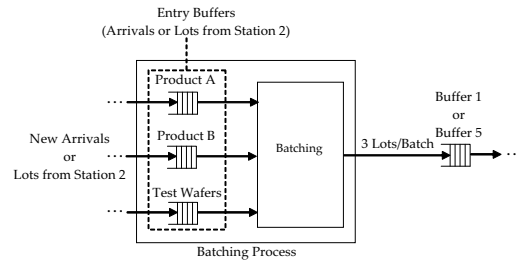 Entry Buffers
(Arrivals or Lots from Station 2)
Product A
Product B
Test Wafers
New Arrivals
or
Lots from Station 2
Batching
3 Lots/Batch
Buffer 1
or
Buffer 5
Batching Process